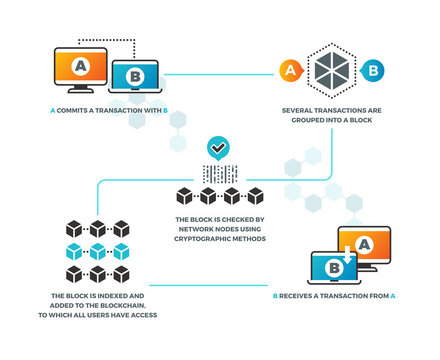 A
B
A COMMITS A TRANSACTION WITH B
A
B
SEVERAL TRANSACTIONS ARE
GROUPED INTO A BLOCK
THE BLOCK IS CHECKED BY
NETWORK NODES USING
CRYPTOGRAPHIC METHODS
THE BLOCK IS INDEXED AND
ADDED TO THE BLOCKCHAIN,
TO WHICH ALL USERS HAVE ACCESS
A
B
B RECEIVES A TRANSACTION FROM A